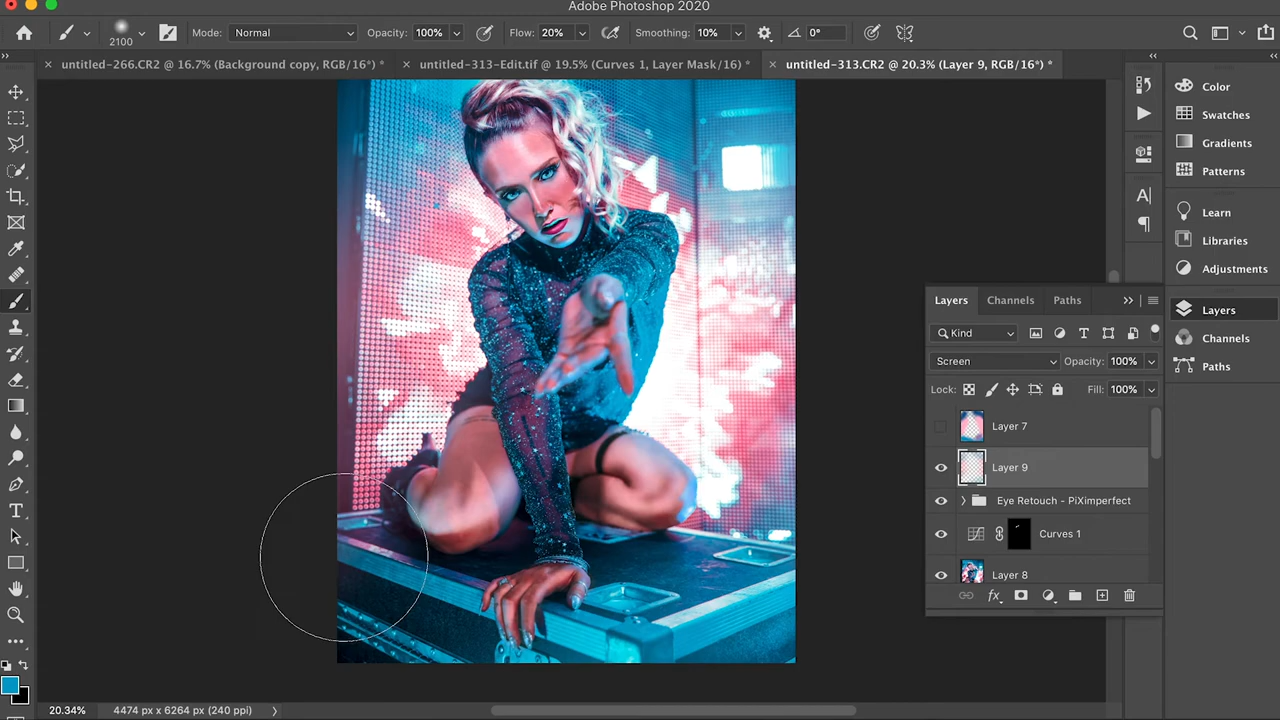 Adobe Photoshop 2020
2100 Mode: Normal Opacity: 100% Flow: 20% Smoothing: 10% 0°
untitled-266.CR2 @ 16.7% (Background copy, RGB/16*) * untitled-313-Edit.tif @ 19.5% (Curves 1, Layer Mask/16) * untitled-313.CR2 @ 20.3% (Layer 9, RGB/16*) *
Color
Swatches
Gradients
Patterns
Learn
Libraries
Adjustments
Layers
Channels
Paths
Layers Channels Paths
Kind
Screen Opacity: 100%
Lock: Fill: 100%
Layer 7
Layer 9
Eye Retouch - PiXimperfect
Curves 1
Layer 8
fx
20.34% 4474 px x 6264 px (240 ppi)